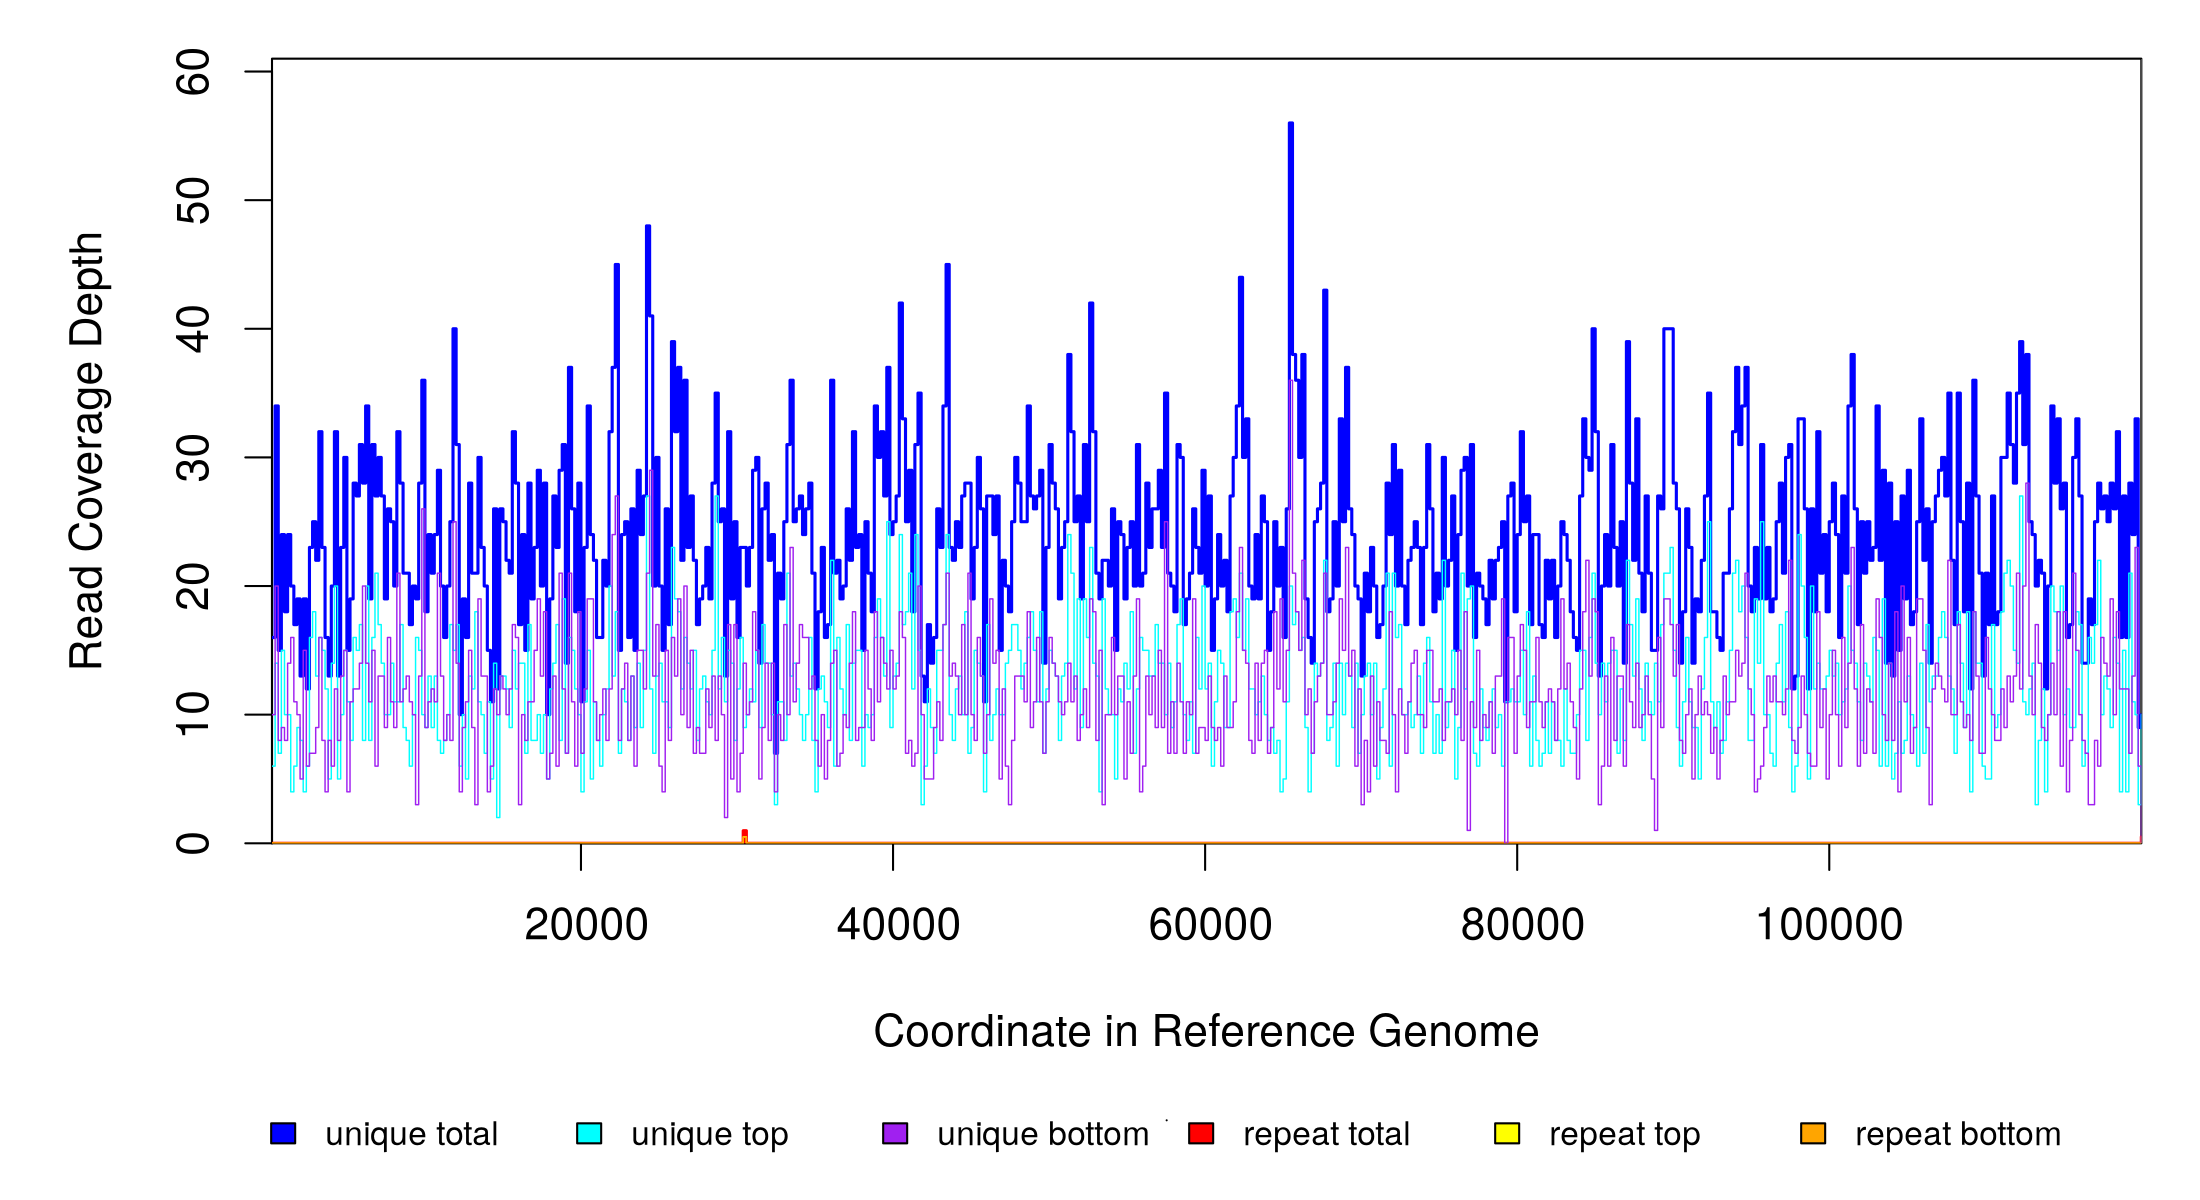 Read Coverage Depth
60
50
40
30
20
10
0
20000 40000 60000 80000 100000
Coordinate in Reference Genome
unique total unique top unique bottom repeat total repeat top repeat bottom